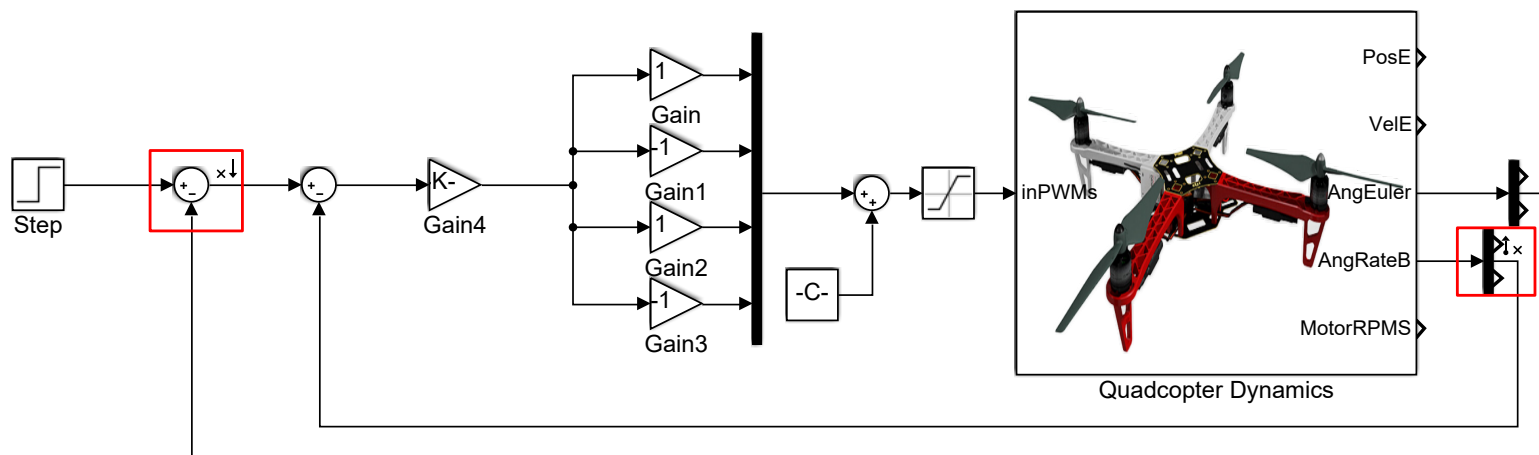 PosE
1
Gain
VelE
+
-
×
+
-
K-
-1
Gain1
+
+
inPWMs
AngEuler
Step
Gain4
1
Gain2
AngRateB
×
-C-
-1
Gain3
MotorRPMS
Quadcopter Dynamics